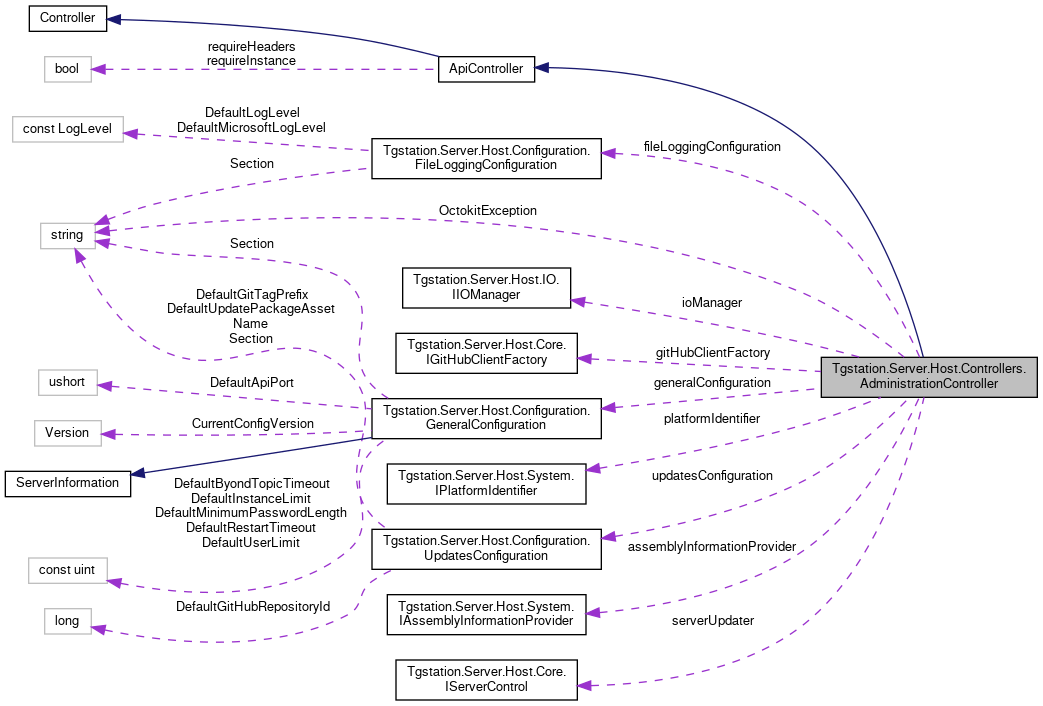 Controller
requireHeaders
requireInstance
bool
ApiController
DefaultLogLevel
DefaultMicrosoftLogLevel
const LogLevel
Tgstation.Server.Host.Configuration.
FileLoggingConfiguration
fileLoggingConfiguration
Section
OctokitException
string
Section
Tgstation.Server.Host.IO.
IIOManager
ioManager
DefaultGitTagPrefix
DefaultUpdatePackageAsset
Name
Section
Tgstation.Server.Host.Core.
IGitHubClientFactory
gitHubClientFactory
Tgstation.Server.Host.Controllers.
AdministrationController
ushort
DefaultApiPort
generalConfiguration
Tgstation.Server.Host.Configuration.
GeneralConfiguration
platformIdentifier
Version
CurrentConfigVersion
ServerInformation
Tgstation.Server.Host.System.
IPlatformIdentifier
updatesConfiguration
DefaultByondTopicTimeout
DefaultInstanceLimit
DefaultMinimumPasswordLength
DefaultRestartTimeout
DefaultUserLimit
Tgstation.Server.Host.Configuration.
UpdatesConfiguration
assemblyInformationProvider
const uint
DefaultGitHubRepositoryId
long
Tgstation.Server.Host.System.
IAssemblyInformationProvider
serverUpdater
Tgstation.Server.Host.Core.
IServerControl